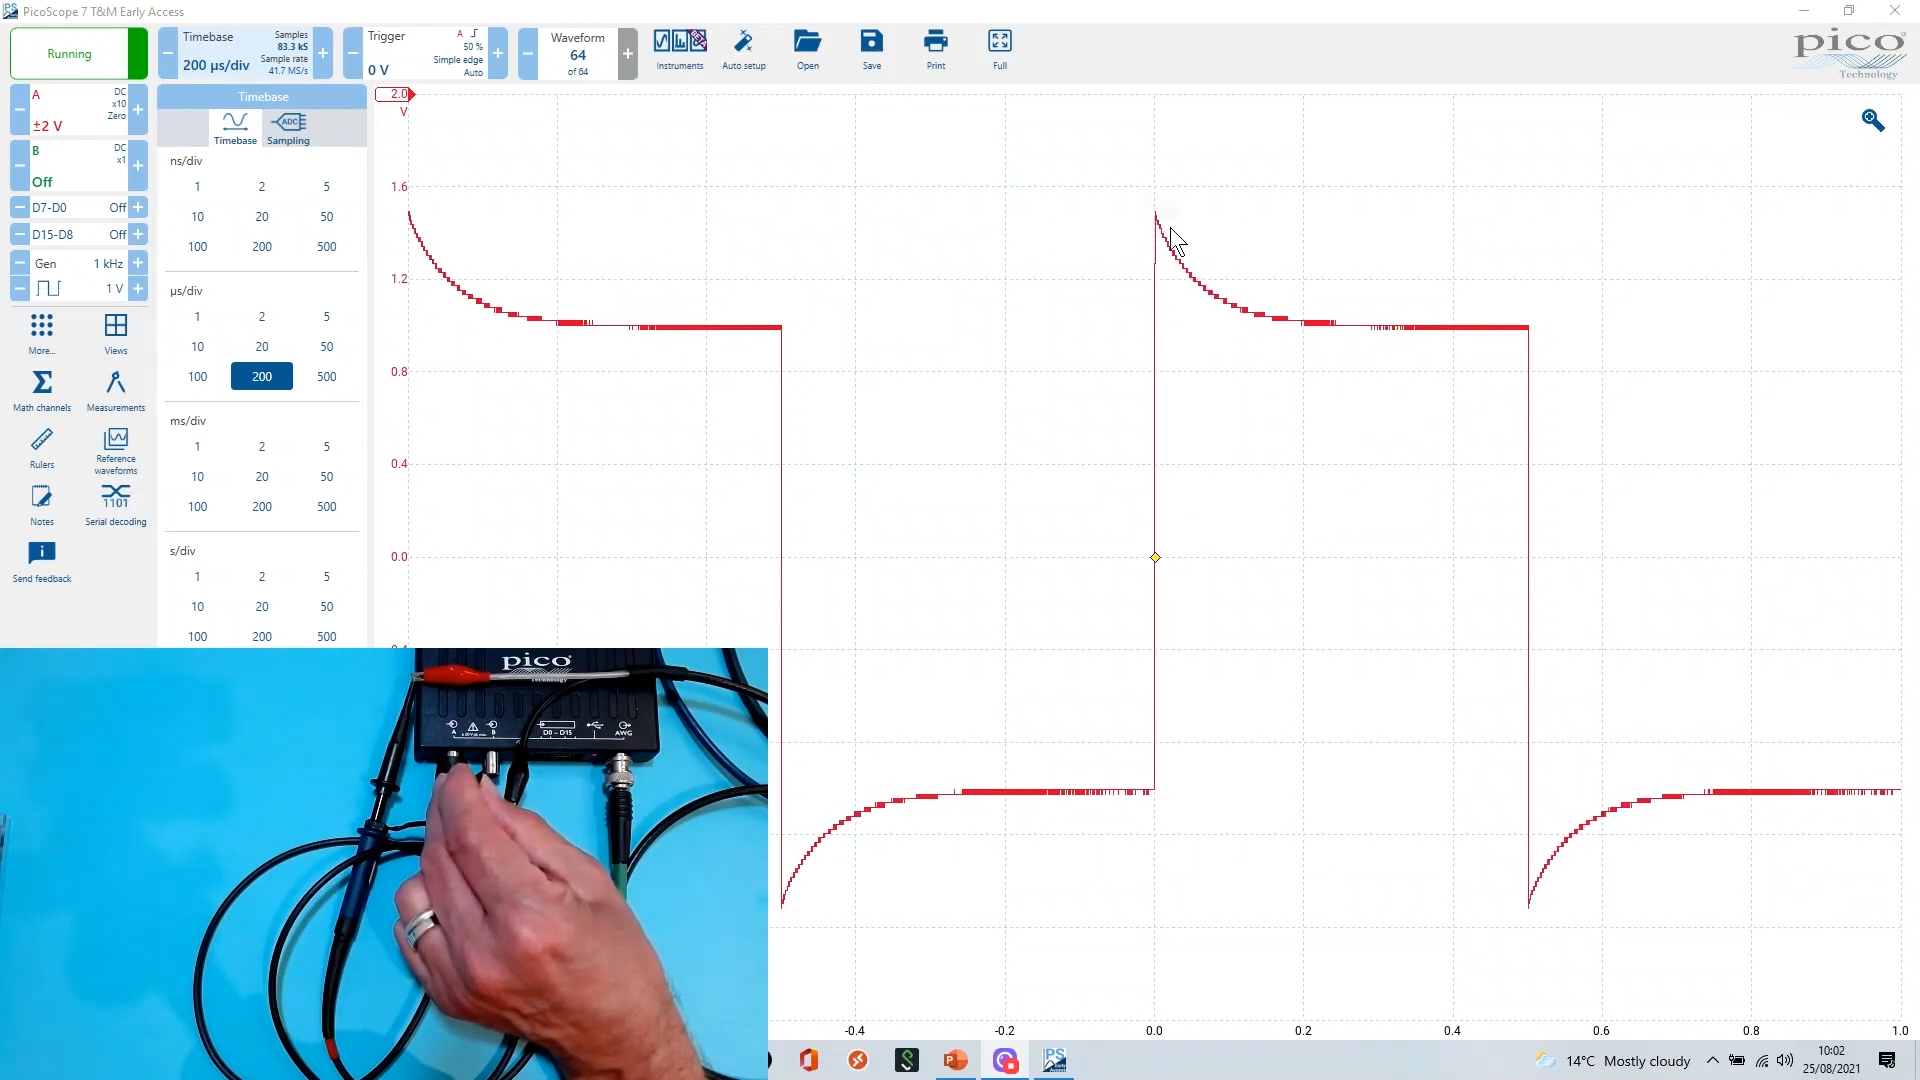 PicoScope 7 T&M Early Access
Running
Timebase
200 µs/div
Samples
83.3 kS
Sample rate
41.7 MS/s
Trigger
0 V
A
50 %
Simple edge
Auto
Waveform
64
of 64
Instruments
Auto setup
Open
Save
Print
Full
pico
Technology
A
±2 V
DC
x10
Zero
B
Off
DC
x1
D7-D0 Off
D15-D8 Off
Gen 1 kHz
1 V
More...
Views
Math channels
Measurements
Rulers
Reference
waveforms
Notes
1101
Serial decoding
Send feedback
Timebase
ADC
Timebase
Sampling
ns/div
1 2 5
10 20 50
100 200 500
µs/div
1 2 5
10 20 50
100 200 500
ms/div
1 2 5
10 20 50
100 200 500
s/div
1 2 5
10 20 50
100 200 500
2.0
V
1.6
1.2
0.8
0.4
0.0
-0.4 -0.2 0.0 0.2 0.4 0.6 0.8 1.0
pico
Technology
A
B
D0 – D15
AWG
14°C Mostly cloudy
10:02
25/08/2021